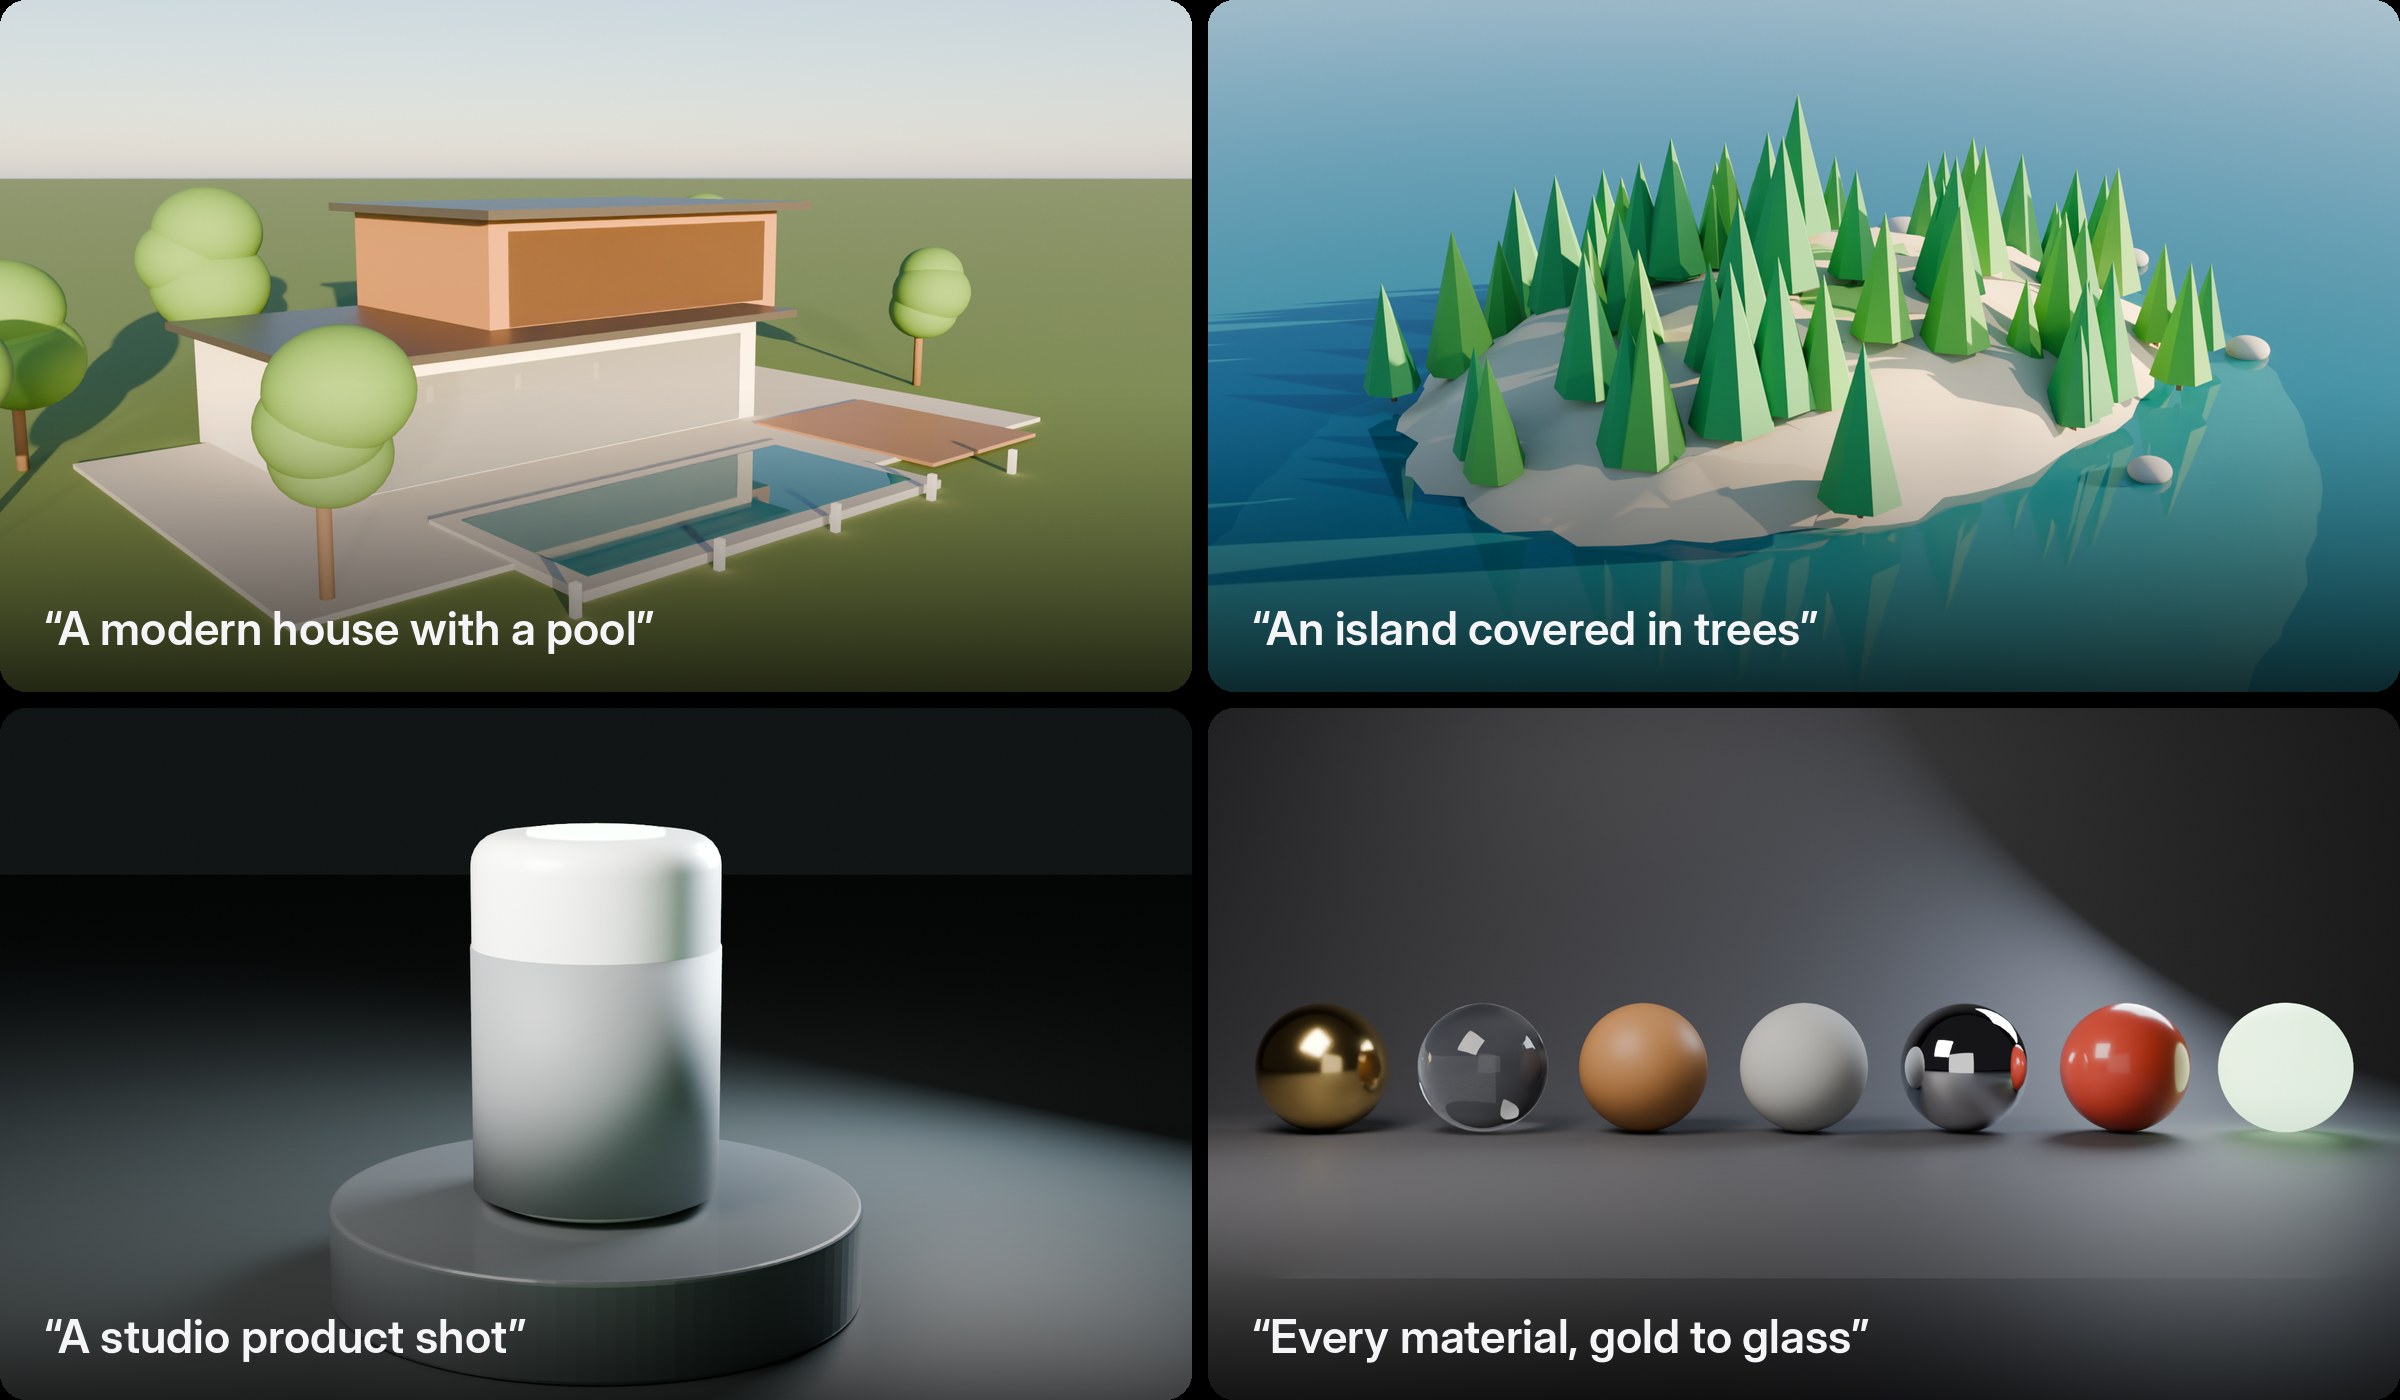 “A modern house with a pool”
“An island covered in trees”
“A studio product shot”
“Every material, gold to glass”